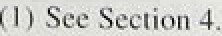 (1) See Section 4.